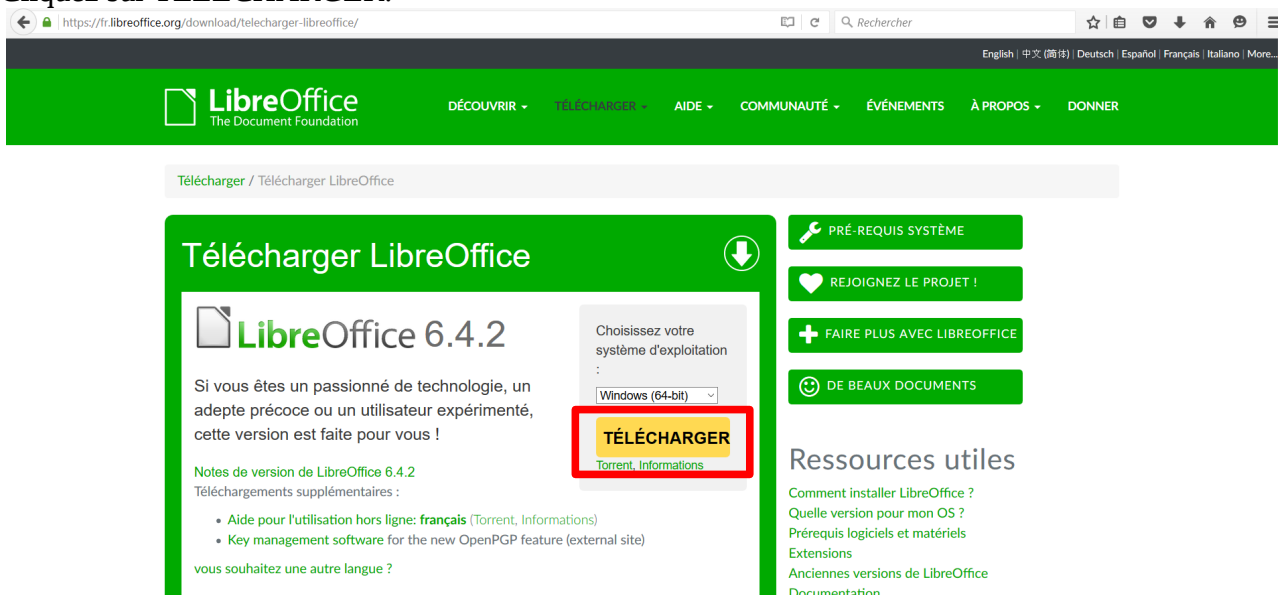 Cliquez sur TÉLÉCHARGER.
https://fr.libreoffice.org/download/telecharger-libreoffice/
Rechercher
English | 中文 (简体) | Deutsch | Español | Français | Italiano | More...
LibreOffice
The Document Foundation
DÉCOUVRIR
TÉLÉCHARGER
AIDE
COMMUNAUTÉ
ÉVÉNEMENTS
À PROPOS
DONNER
Télécharger / Télécharger LibreOffice
Télécharger LibreOffice
LibreOffice 6.4.2
Si vous êtes un passionné de technologie, un
adepte précoce ou un utilisateur expérimenté,
cette version est faite pour vous !
Notes de version de LibreOffice 6.4.2
Téléchargements supplémentaires :
• Aide pour l'utilisation hors ligne: français (Torrent, Informations)
• Key management software for the new OpenPGP feature (external site)
vous souhaitez une autre langue ?
Choisissez votre
système d'exploitation
:
Windows (64-bit)
TÉLÉCHARGER
Torrent, Informations
PRÉ-REQUIS SYSTÈME
REJOIGNEZ LE PROJET !
FAIRE PLUS AVEC LIBREOFFICE
DE BEAUX DOCUMENTS
Ressources utiles
Comment installer LibreOffice ?
Quelle version pour mon OS ?
Prérequis logiciels et matériels
Extensions
Anciennes versions de LibreOffice
Documentation